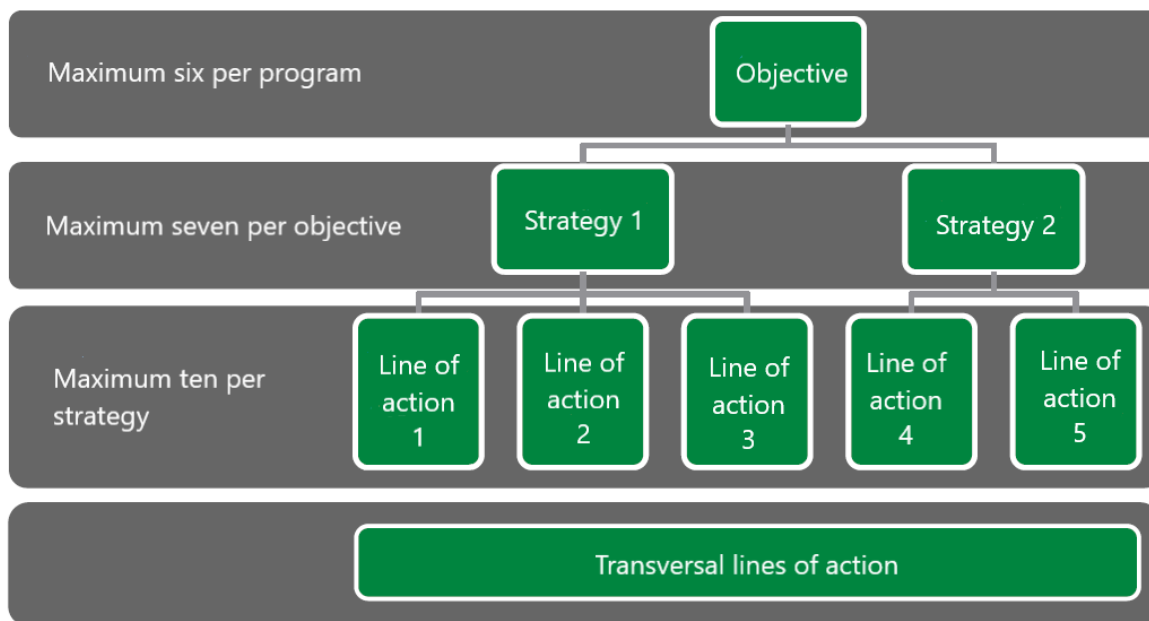 Maximum six per program
Objective
Maximum seven per objective
Strategy 1
Strategy 2
Maximum ten per
strategy
Line of
action
1
Line of
action
2
Line of
action
3
Line of
action
4
Line of
action
5
Transversal lines of action